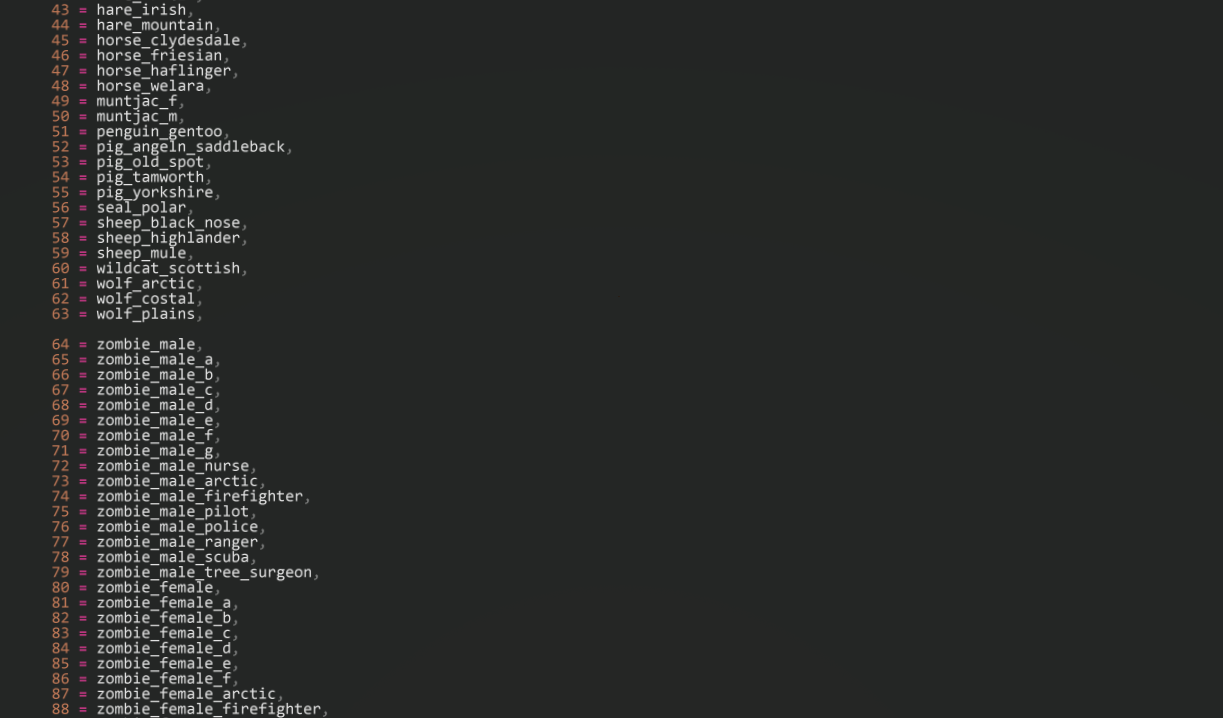 43 = hare_irish,
44 = hare_mountain,
45 = horse_clydesdale,
46 = horse_friesian,
47 = horse_haflinger,
48 = horse_welara,
49 = muntjac_f,
50 = muntjac_m,
51 = penguin_gentoo,
52 = pig_angeln_saddleback,
53 = pig_old_spot,
54 = pig_tamworth,
55 = pig_yorkshire,
56 = seal_polar,
57 = sheep_black_nose,
58 = sheep_highlander,
59 = sheep_mule,
60 = wildcat_scottish,
61 = wolf_arctic,
62 = wolf_costal,
63 = wolf_plains,
64 = zombie_male,
65 = zombie_male_a,
66 = zombie_male_b,
67 = zombie_male_c,
68 = zombie_male_d,
69 = zombie_male_e,
70 = zombie_male_f,
71 = zombie_male_g,
72 = zombie_male_nurse,
73 = zombie_male_arctic,
74 = zombie_male_firefighter,
75 = zombie_male_pilot,
76 = zombie_male_police,
77 = zombie_male_ranger,
78 = zombie_male_scuba,
79 = zombie_male_tree_surgeon,
80 = zombie_female,
81 = zombie_female_a,
82 = zombie_female_b,
83 = zombie_female_c,
84 = zombie_female_d,
85 = zombie_female_e,
86 = zombie_female_f,
87 = zombie_female_arctic,
88 = zombie_female_firefighter,